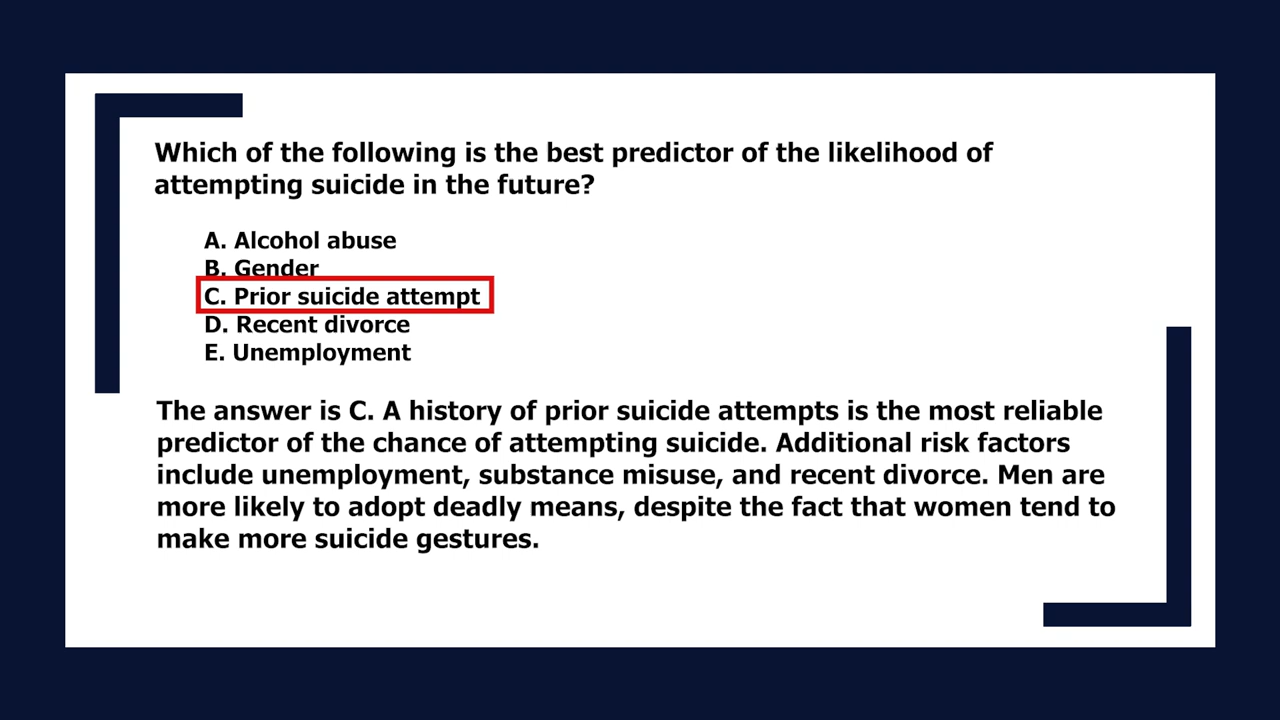 Which of the following is the best predictor of the likelihood of
attempting suicide in the future?
A. Alcohol abuse
B. Gender
C. Prior suicide attempt
D. Recent divorce
E. Unemployment
The answer is C. A history of prior suicide attempts is the most reliable
predictor of the chance of attempting suicide. Additional risk factors
include unemployment, substance misuse, and recent divorce. Men are
more likely to adopt deadly means, despite the fact that women tend to
make more suicide gestures.